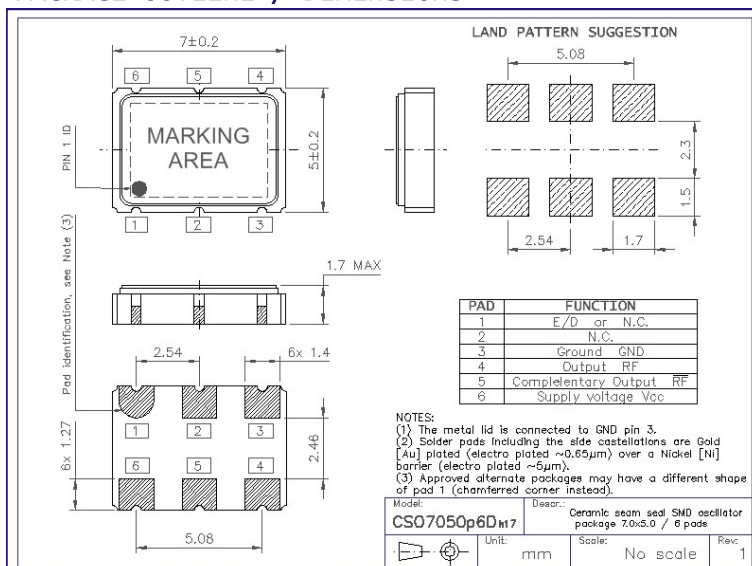 LAND PATTERN SUGGESTION
7±0.2
6
5
4
MARKING
AREA
PIN 1 ID
5±0.2
1
2
3
5.08
2.3
1.5
2.54
1.7
1.7 MAX
Pad identification, see Note (3)
2.54
6x 1.4
1
2
3
6
5
4
6x 1.27
2.46
5.08
PAD FUNCTION
1 E/D or N.C.
2 N.C.
3 Ground GND
4 Output RF
5 Complelentary Output RF
6 Supply voltage Vcc
NOTES:
(1) The metal lid is connected to GND pin 3.
(2) Solder pads including the side castellations are Gold
[Au] plated (electro plated ~0.65µm) over a Nickel [Ni]
barrier (electro plated ~5µm).
(3) Approved alternate packages may have a different shape
of pad 1 (chamferred corner instead).
Model:
CSO7050p6Dh17
Descr.:
Ceramic seam seal SMD oscillator
package 7.0x5.0 / 6 pads
Unit:
mm
Scale:
No scale
Rev:
1